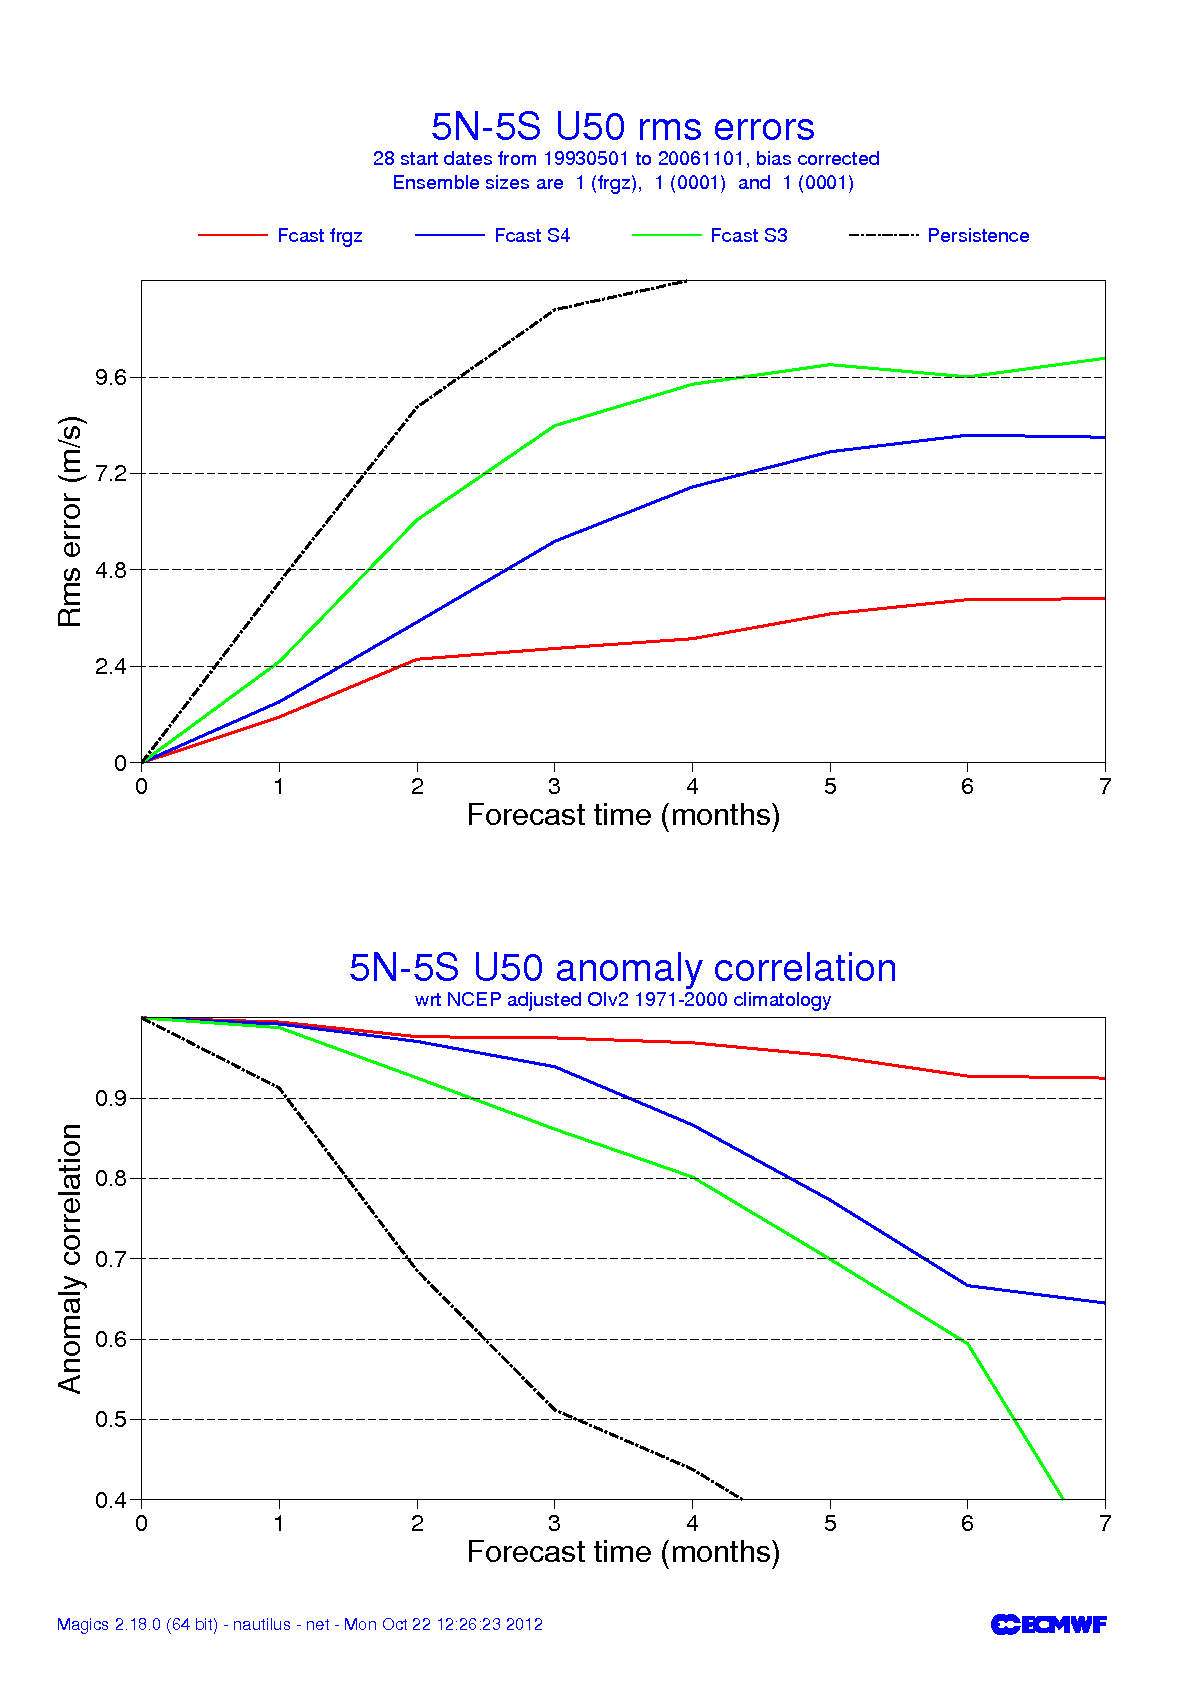 5N-5S U50 rms errors
28 start dates from 19930501 to 20061101, bias corrected
Ensemble sizes are 1 (frgz), 1 (0001) and 1 (0001)
Fcast frgz Fcast S4 Fcast S3 Persistence
9.6
7.2
4.8
2.4
0
Rms error (m/s)
0 1 2 3 4 5 6 7
Forecast time (months)
5N-5S U50 anomaly correlation
wrt NCEP adjusted OIv2 1971-2000 climatology
0.9
0.8
0.7
0.6
0.5
0.4
Anomaly correlation
0 1 2 3 4 5 6 7
Forecast time (months)
Magics 2.18.0 (64 bit) - nautilus - net - Mon Oct 22 12:26:23 2012
ECMWF